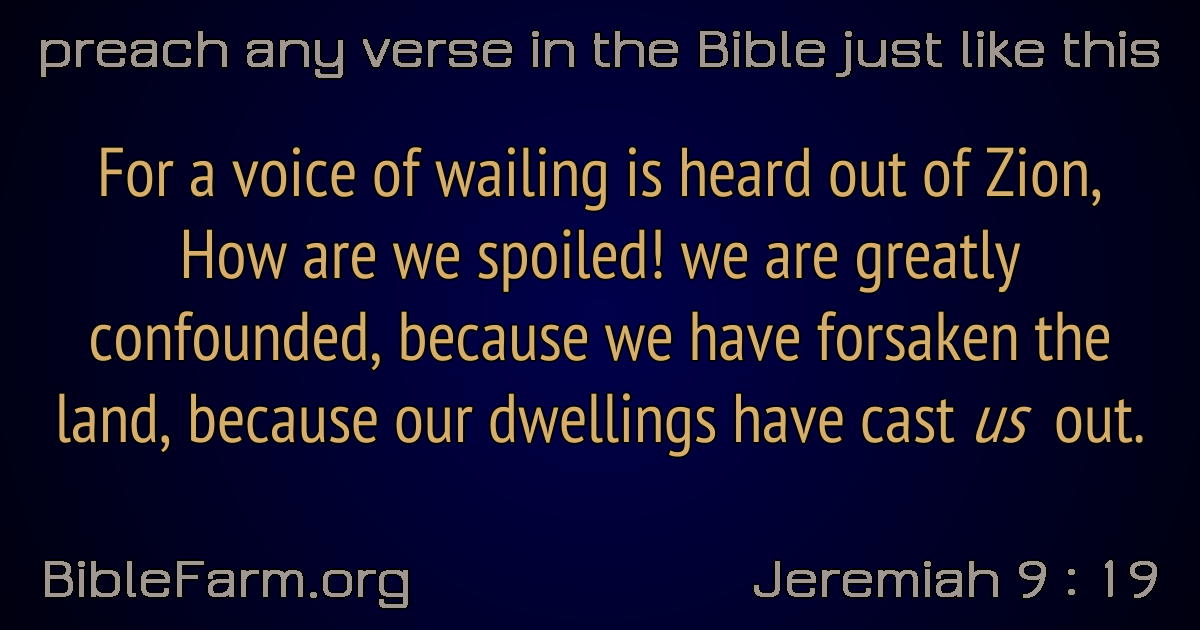 preach any verse in the Bible just like this
For a voice of wailing is heard out of Zion,
How are we spoiled! we are greatly
confounded, because we have forsaken the
land, because our dwellings have cast us out.
BibleFarm.org
Jeremiah 9 : 19